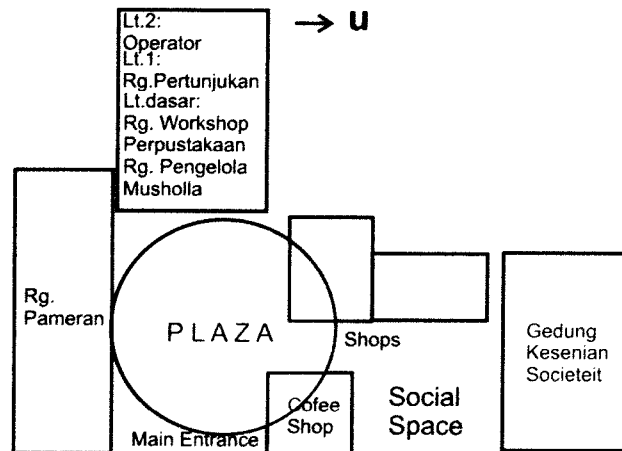 Lt.2:
Operator
Lt.1:
Rg.Pertunjukan
Lt.dasar:
Rg. Workshop
Perpustakaan
Rg. Pengelola
Musholla
u
Rg.
Pameran
PLAZA
Shops
Gedung
Kesenian
Societeit
Cofee
Shop
Social
Space
Main Entrance